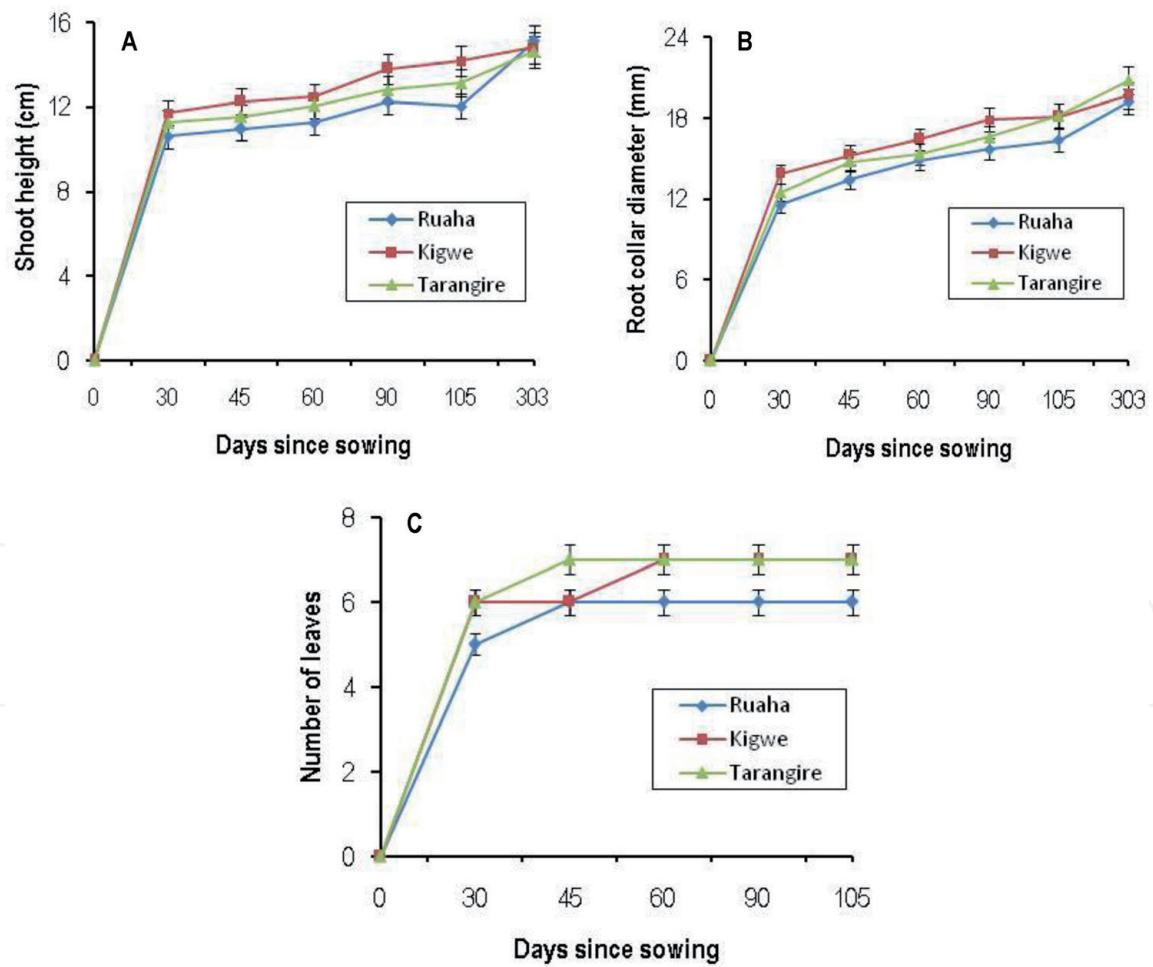 A
Shoot height (cm)
16
12
8
4
0
Ruaha
Kigwe
Tarangire
0 30 45 60 90 105 303
Days since sowing
B
Root collar diameter (mm)
24
18
12
6
0
Ruaha
Kigwe
Tarangire
0 30 45 60 90 105 303
Days since sowing
C
Number of leaves
8
6
4
2
0
Ruaha
Kigwe
Tarangire
0 30 45 60 90 105
Days since sowing